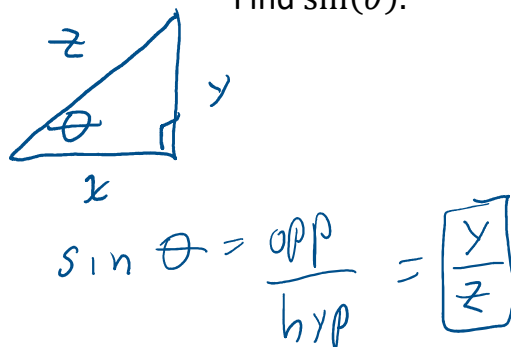 Find sin(θ).
z
θ
y
x
sin θ = opp / hyp = y / z